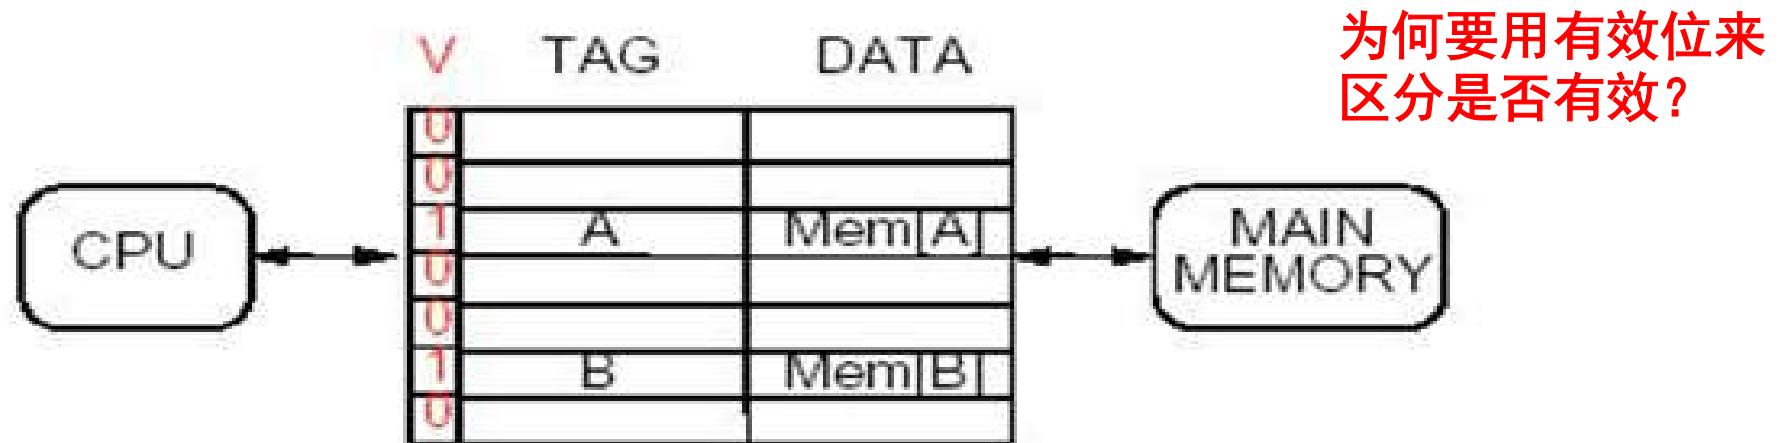 为何要用有效位来
区分是否有效？
V TAG DATA
0
0
1 A Mem[A]
0
0
1 B Mem[B]
0
CPU
MAIN
MEMORY